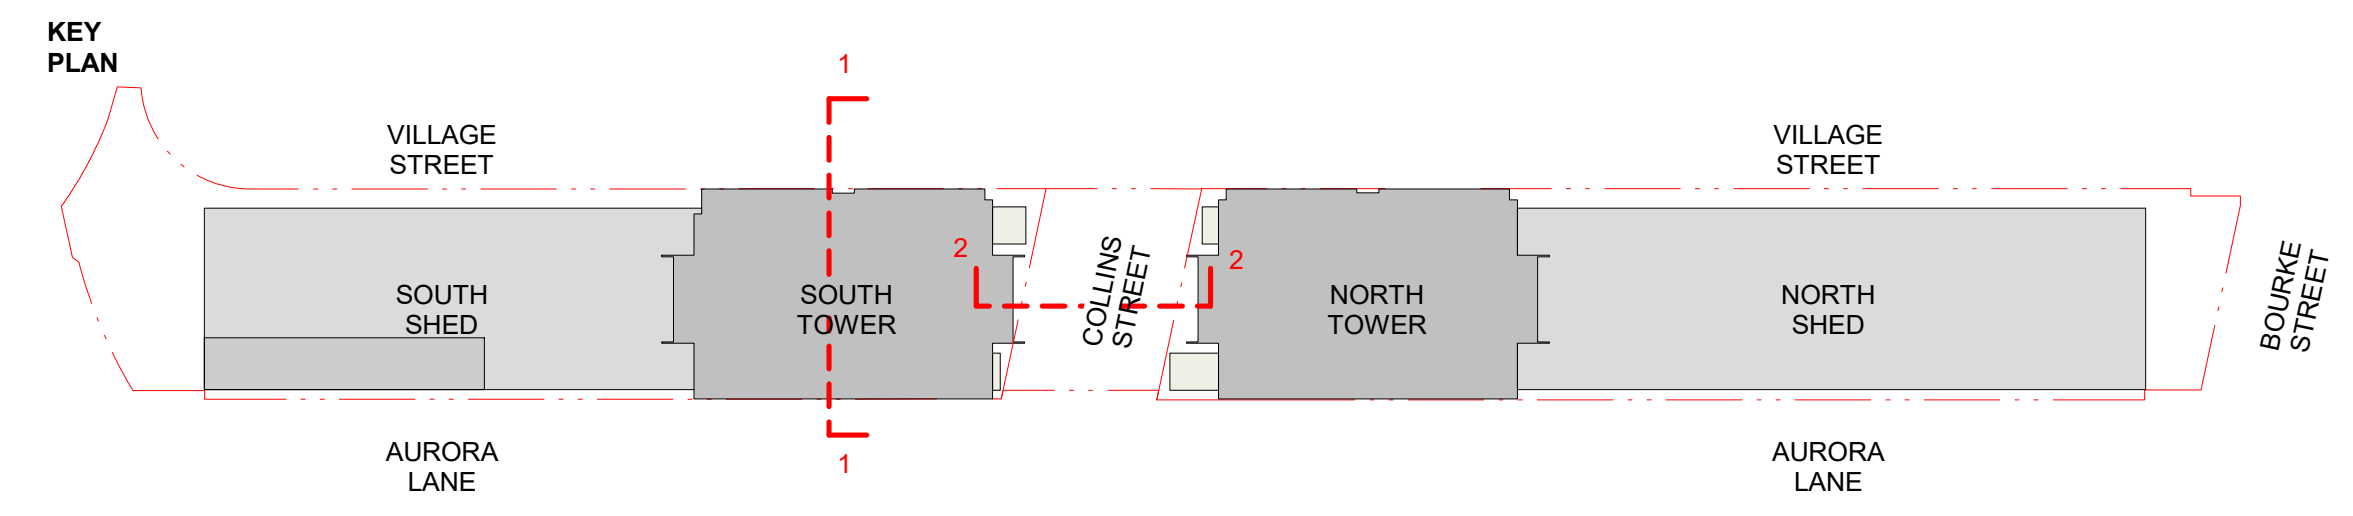 KEY
PLAN
1
VILLAGE
STREET
VILLAGE
STREET
2
2
COLLINS
STREET
BOURKE
STREET
SOUTH
SHED
SOUTH
TOWER
NORTH
TOWER
NORTH
SHED
AURORA
LANE
1
AURORA
LANE